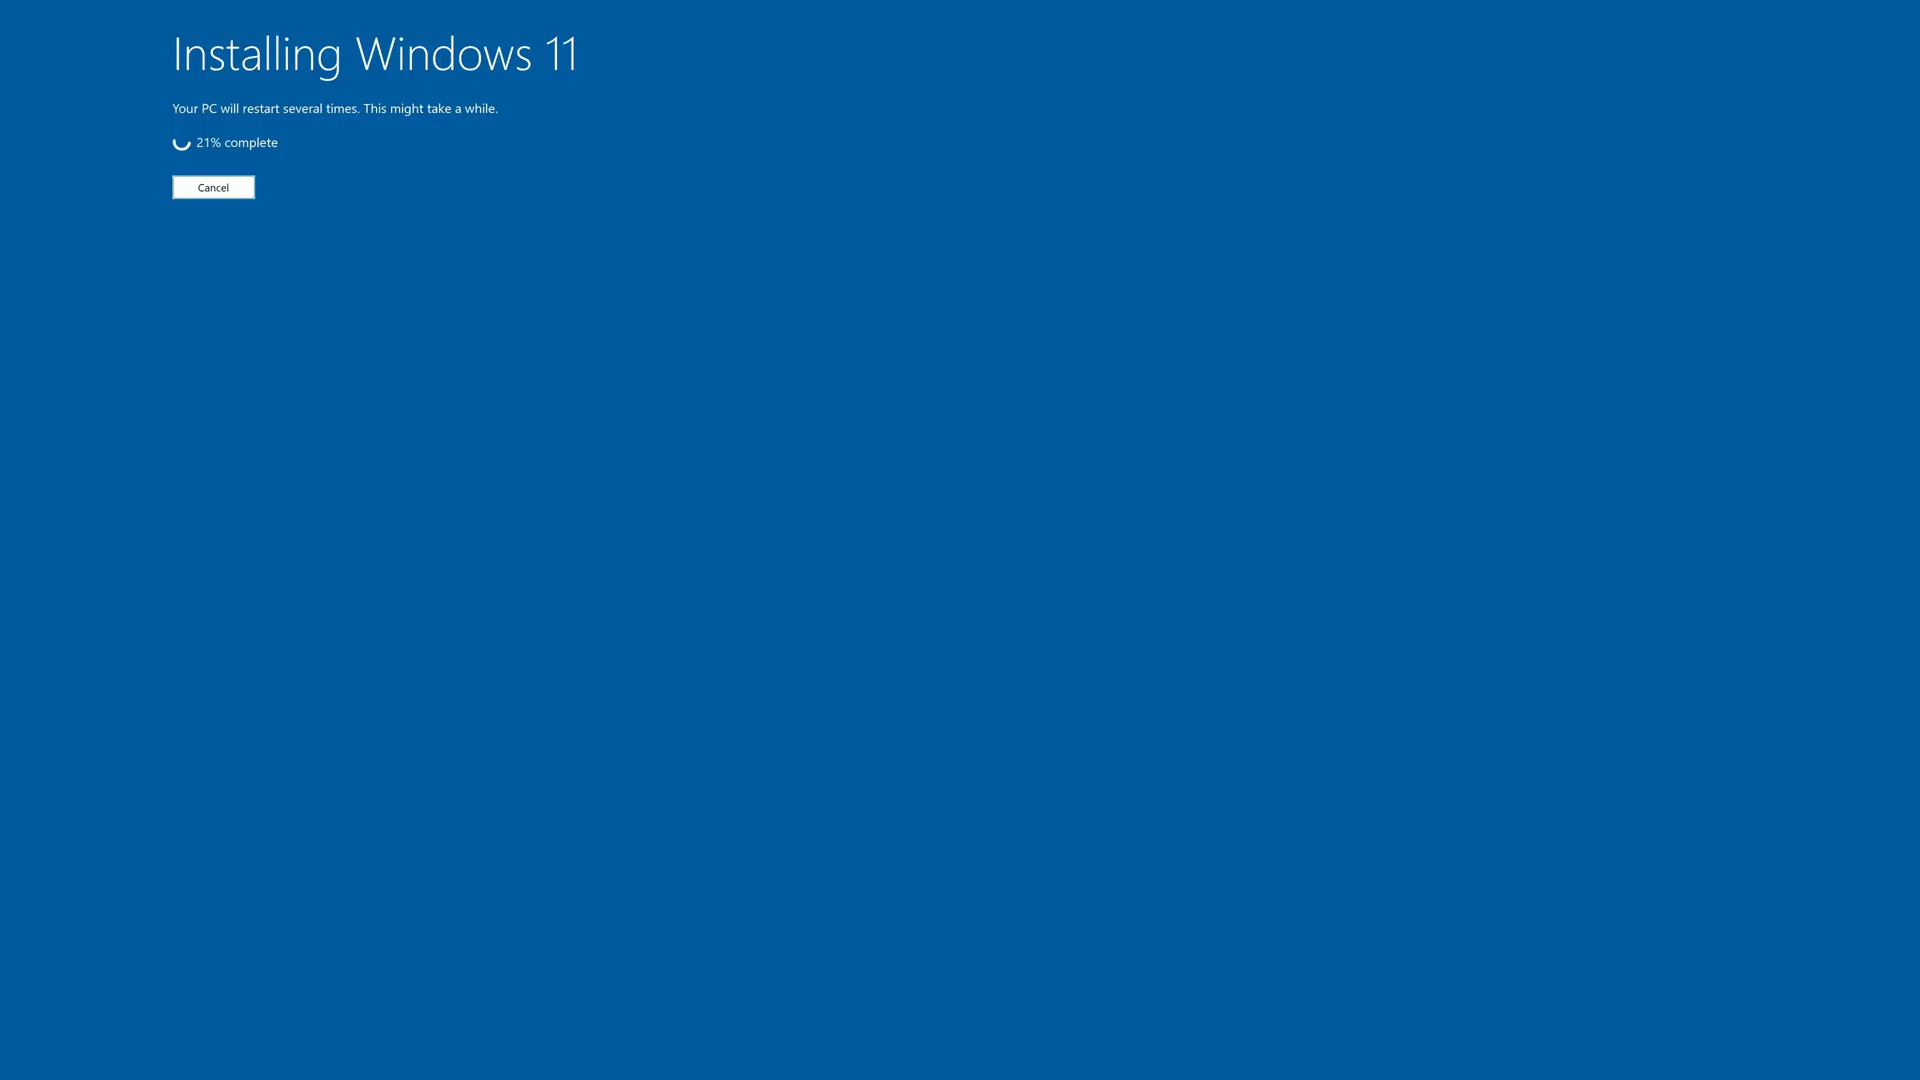 Installing Windows 11
Your PC will restart several times. This might take a while.
21% complete
Cancel